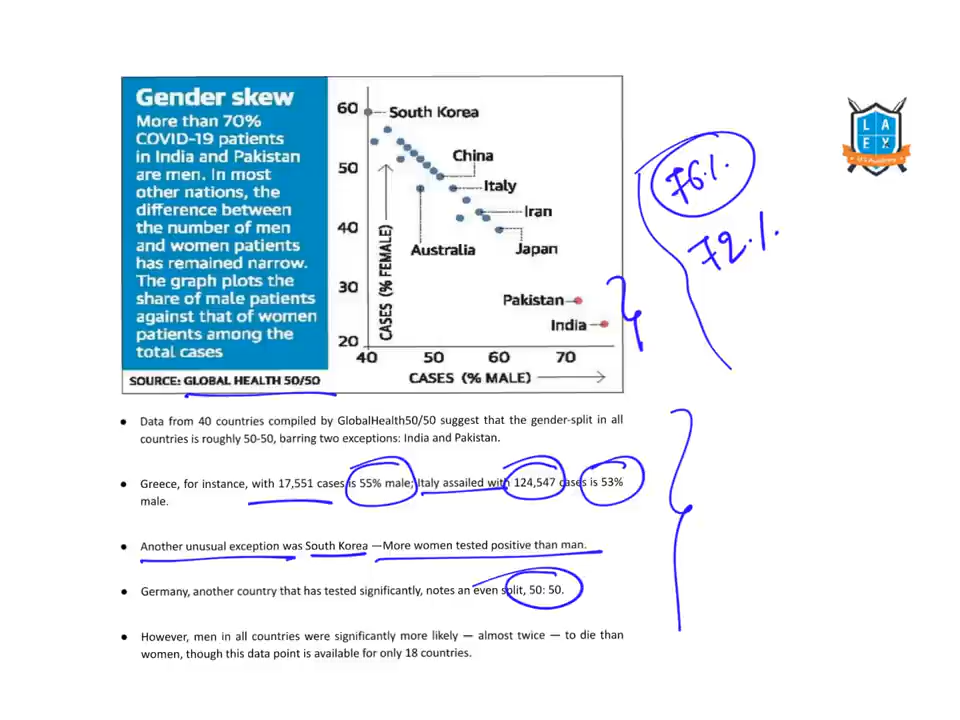 Gender skew
More than 70%
COVID-19 patients
in India and Pakistan
are men. In most
other nations, the
difference between
the number of men
and women patients
has remained narrow.
The graph plots the
share of male patients
against that of women
patients among the
total cases
SOURCE: GLOBAL HEALTH 50/50
60
50
40
30
20
CASES (% FEMALE)
South Korea
China
Italy
Iran
Australia
Japan
Pakistan
India
40
50
60
70
CASES (% MALE)
76%.
72%.
L A
E X
• Data from 40 countries compiled by GlobalHealth50/50 suggest that the gender-split in all
countries is roughly 50-50, barring two exceptions: India and Pakistan.
• Greece, for instance, with 17,551 cases is 55% male; Italy assailed with 124,547 cases is 53%
male.
• Another unusual exception was South Korea —More women tested positive than man.
• Germany, another country that has tested significantly, notes an even split, 50: 50.
• However, men in all countries were significantly more likely — almost twice — to die than
women, though this data point is available for only 18 countries.